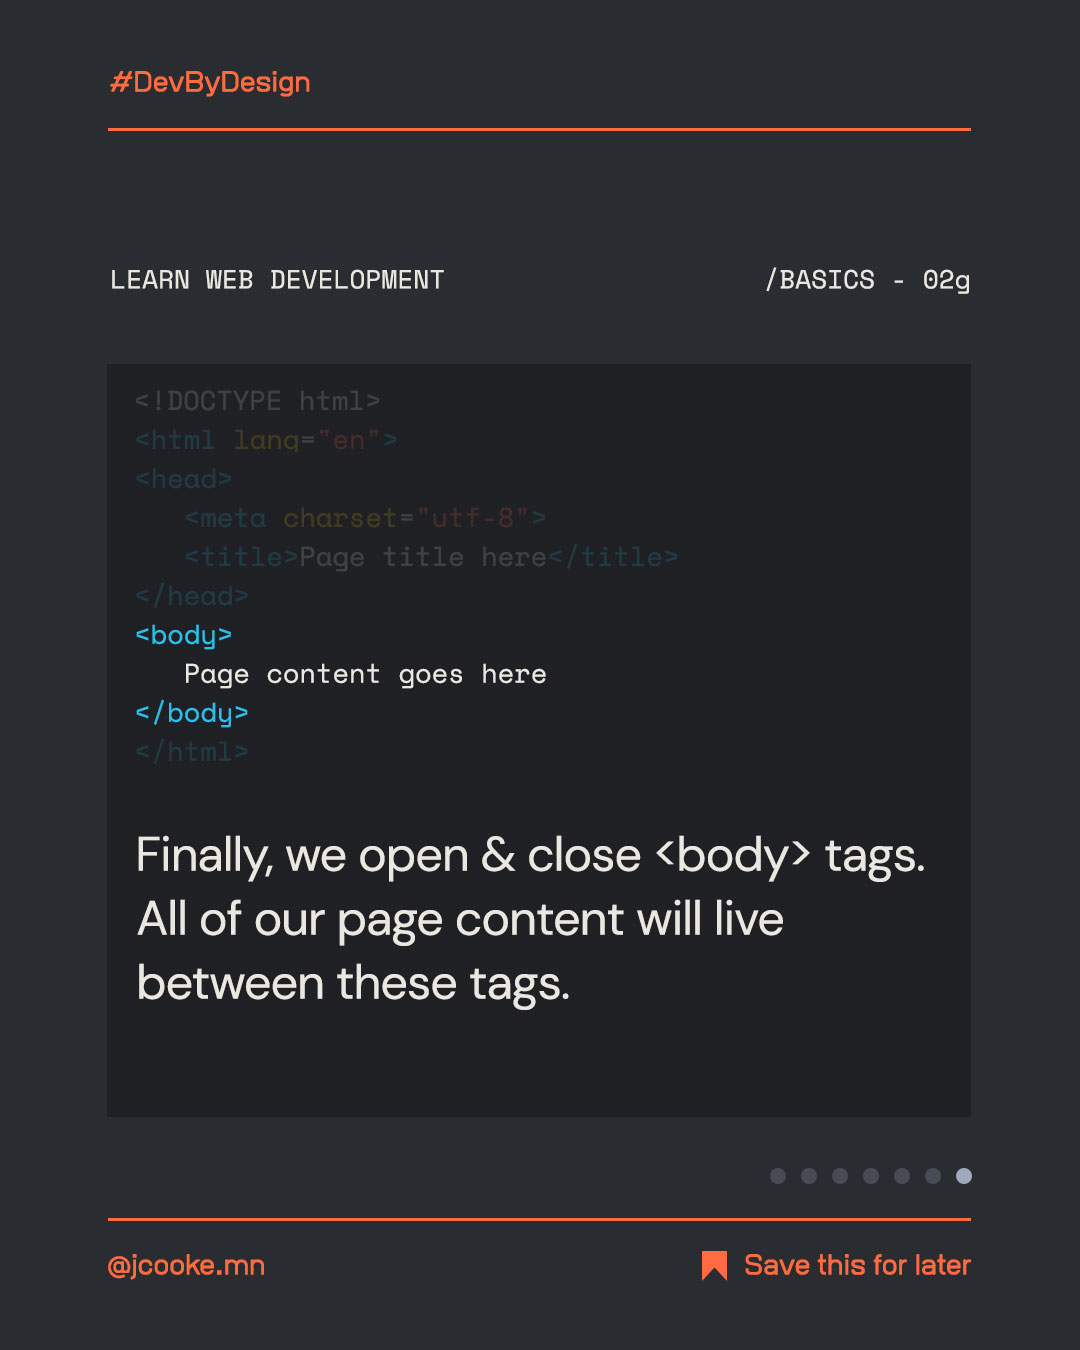 #DevByDesign
LEARN WEB DEVELOPMENT
/BASICS - 02g
<!DOCTYPE html>
<html lang="en">
<head>
   <meta charset="utf-8">
   <title>Page title here</title>
</head>
<body>
   Page content goes here
</body>
</html>
Finally, we open & close <body> tags.
All of our page content will live
between these tags.
@jcooke.mn
Save this for later